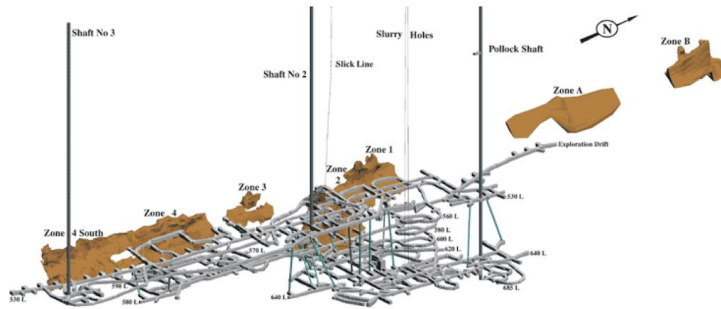 Shaft No 3
Shaft No 2
Slick Line
Slurry Holes
Pollock Shaft
N
Zone B
Zone A
Exploration Drift
Zone 1
Zone 2
Zone 3
Zone 4
Zone 4 South
530 L.
560 L.
580 L.
600 L.
620 L.
640 L.
685 L.
570 L.
590 L.
580 L.
530 L.
640 L.